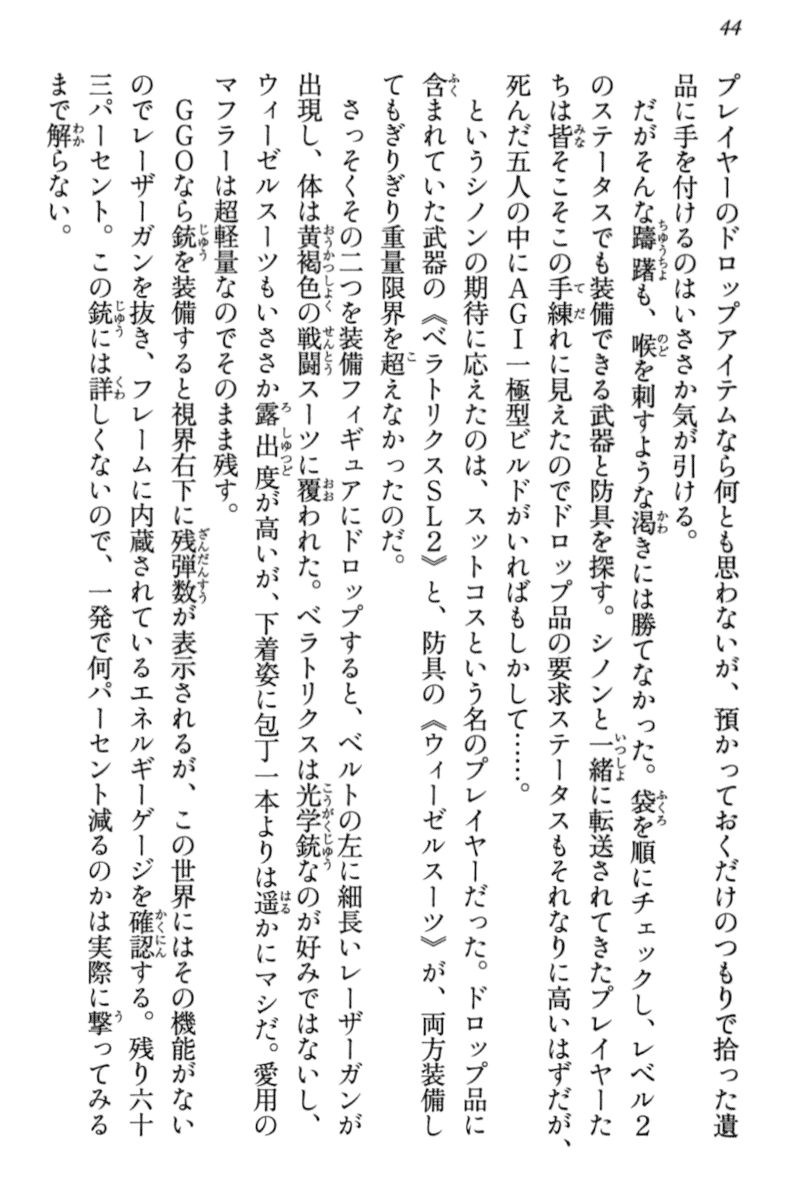 44
プレイヤーのドロップアイテムなら何とも思わないが、預かっておくだけのつもりで拾った遺
品に手を付けるのはいささか気が引ける。
だがそんな躊躇も、喉を刺すような渇きには勝てなかった。袋を順にチェックし、レベル2
のステータスでも装備できる武器と防具を探す。シノンと一緒に転送されてきたプレイヤーた
ちは皆そこそこの手練れに見えたのでドロップ品の要求ステータスもそれなりに高いはずだが、
死んだ五人の中にAGI一極型ビルドがいればもしかして……。
というシノンの期待に応えたのは、スットコスという名のプレイヤーだった。ドロップ品に
含まれていた武器の《ベラトリクスSL2》と、防具の《ウィーゼルスーツ》が、両方装備し
てもぎりぎり重量限界を超えなかったのだ。
さっそくその二つを装備フィギュアにドロップすると、ベルトの左に細長いレーザーガンが
出現し、体は黄褐色の戦闘スーツに覆われた。ベラトリクスは光学銃なのが好みではないし、
ウィーゼルスーツもいささか露出度が高いが、下着姿に包丁一本よりは遥かにマシだ。愛用の
マフラーは超軽量なのでそのまま残す。
GGOなら銃を装備すると視界右下に残弾数が表示されるが、この世界にはその機能がない
のでレーザーガンを抜き、フレームに内蔵されているエネルギーゲージを確認する。残り六十
三パーセント。この銃には詳しくないので、一発で何パーセント減るのかは実際に撃ってみる
まで解らない。